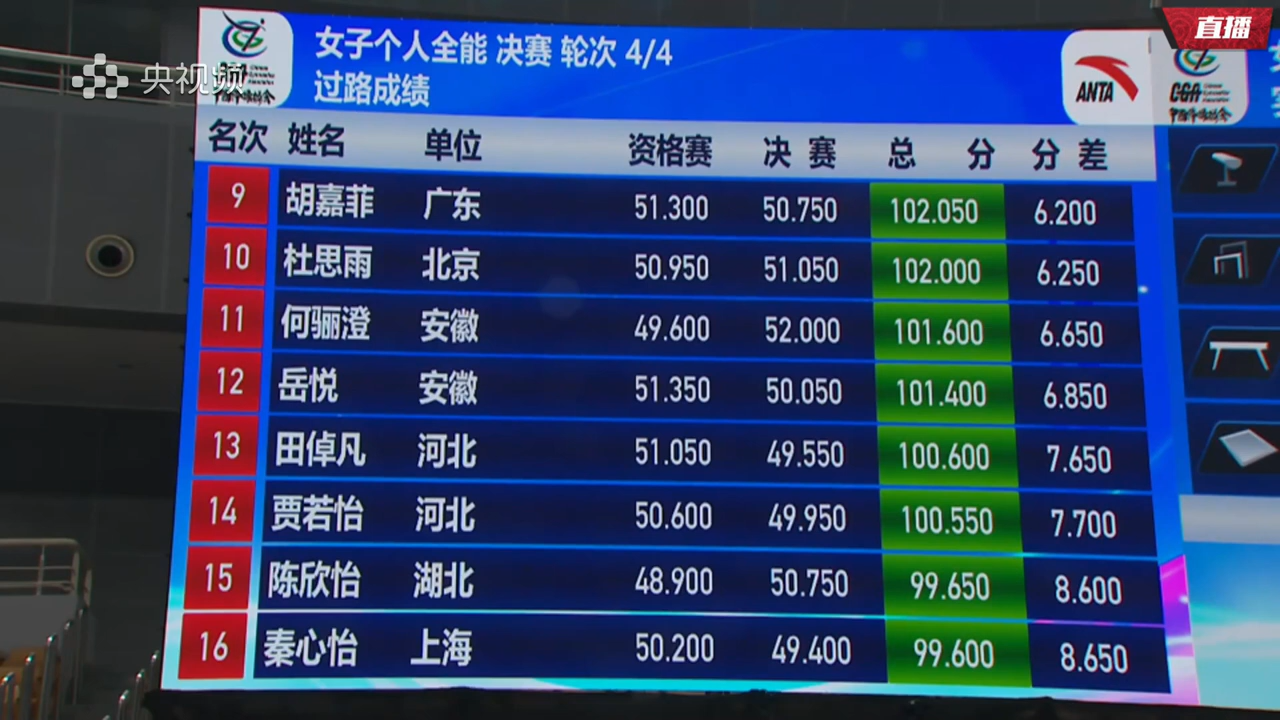 直播
央视频
女子个人全能 决赛 轮次 4/4
过路成绩
ANTA
CGA
名次 姓名 单位 资格赛 决赛 总分 分差
9 胡嘉菲 广东 51.300 50.750 102.050 6.200
10 杜思雨 北京 50.950 51.050 102.000 6.250
11 何骊澄 安徽 49.600 52.000 101.600 6.650
12 岳悦 安徽 51.350 50.050 101.400 6.850
13 田倬凡 河北 51.050 49.550 100.600 7.650
14 贾若怡 河北 50.600 49.950 100.550 7.700
15 陈欣怡 湖北 48.900 50.750 99.650 8.600
16 秦心怡 上海 50.200 49.400 99.600 8.650